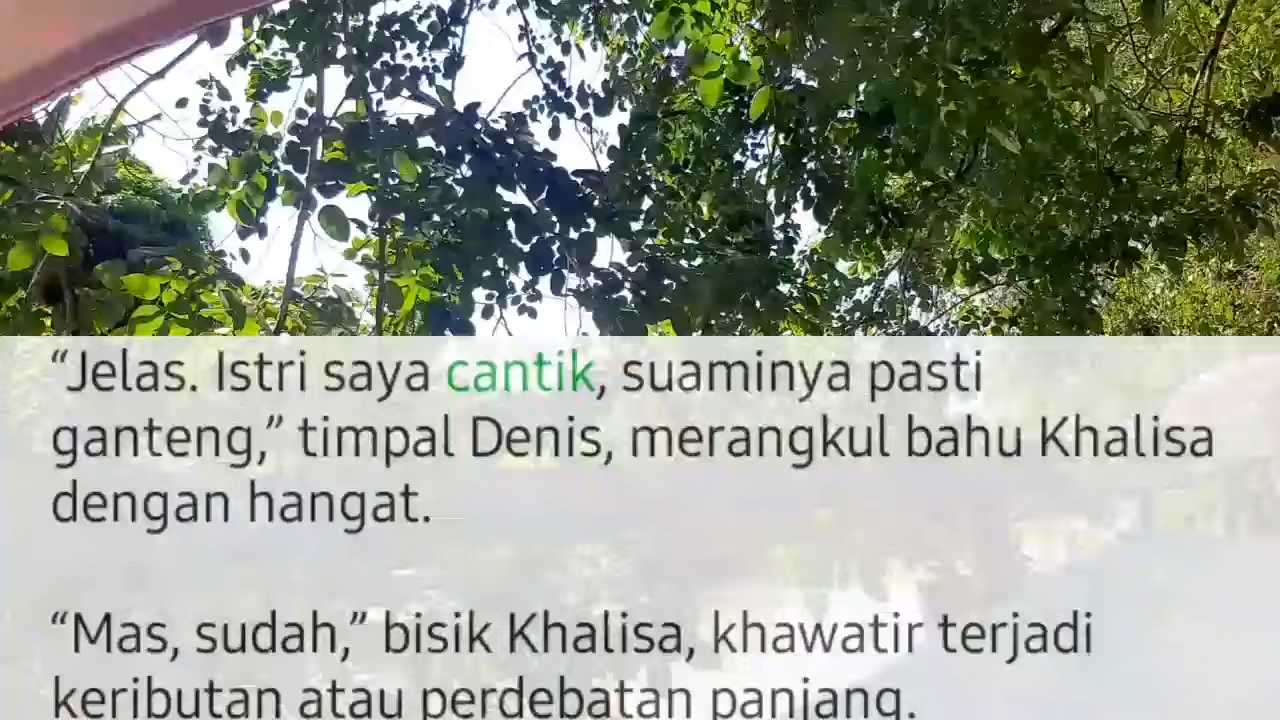 “Jelas. Istri saya cantik, suaminya pasti
ganteng,” timpal Denis, merangkul bahu Khalisa
dengan hangat.
“Mas, sudah,” bisik Khalisa, khawatir terjadi
keributan atau perdebatan panjang.